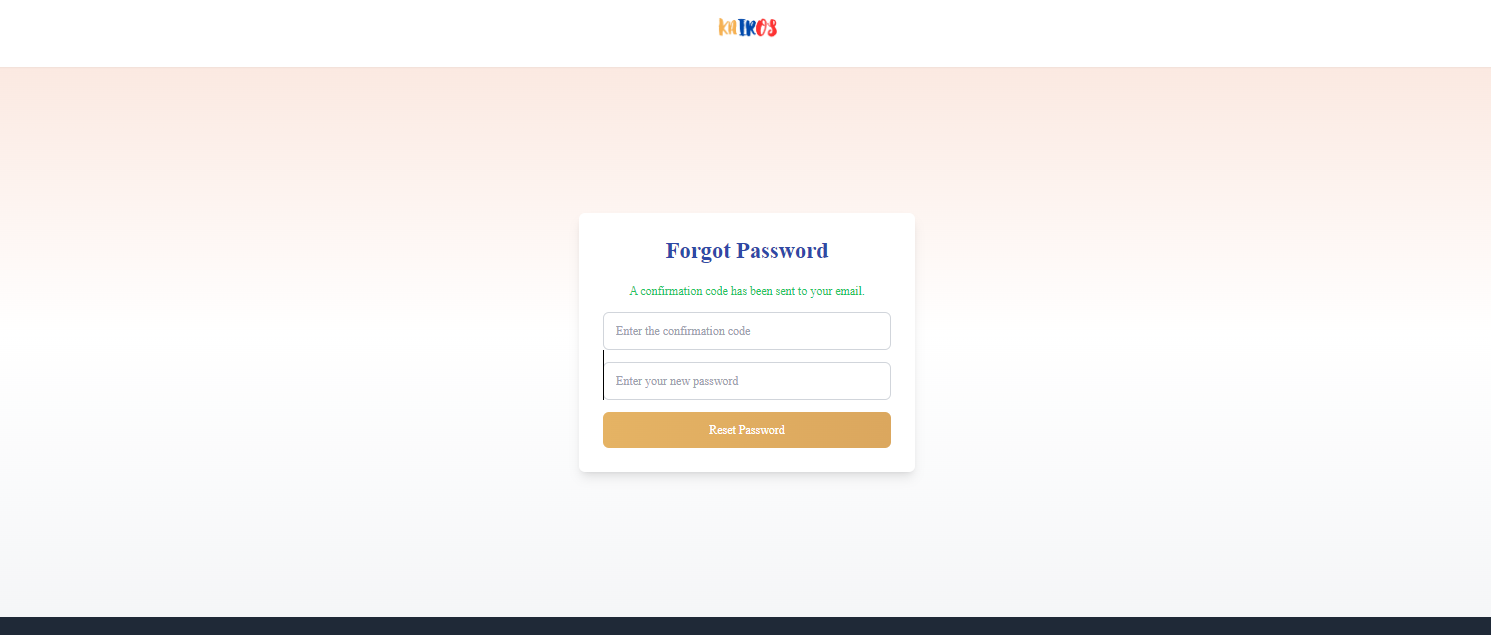 KAIROS
Forgot Password
A confirmation code has been sent to your email.
Enter the confirmation code
Enter your new password
Reset Password